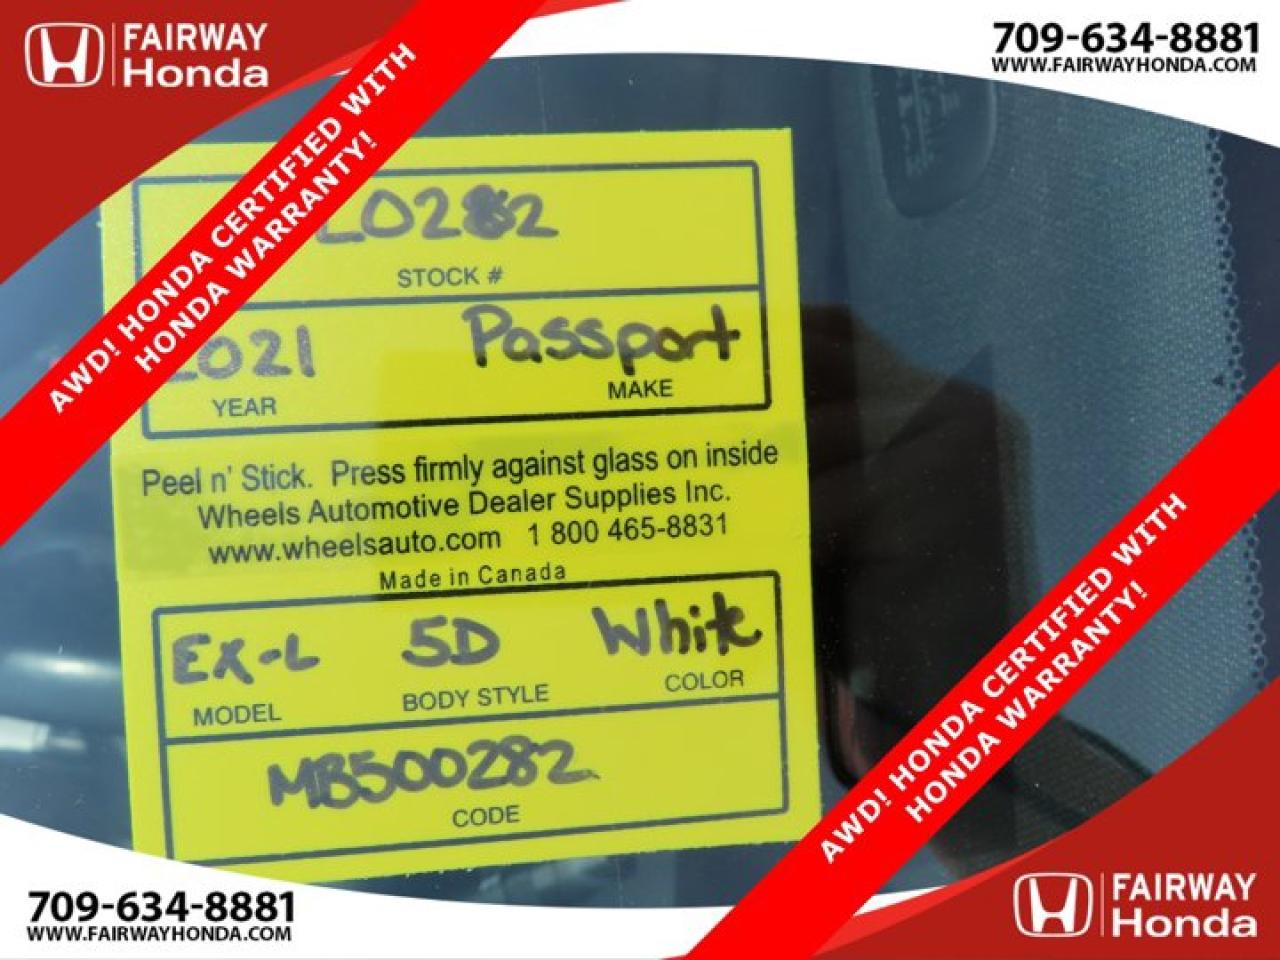 FAIRWAY
Honda
709-634-8881
WWW.FAIRWAYHONDA.COM
AWD! HONDA CERTIFIED WITH
HONDA WARRANTY!
L0282
STOCK #
2021 Passport
YEAR MAKE
Peel n' Stick. Press firmly against glass on inside
Wheels Automotive Dealer Supplies Inc.
www.wheelsauto.com 1 800 465-8831
Made in Canada
EX-L 5D White
MODEL BODY STYLE COLOR
MB500282
CODE
AWD! HONDA CERTIFIED WITH
HONDA WARRANTY!
709-634-8881
WWW.FAIRWAYHONDA.COM
FAIRWAY
Honda